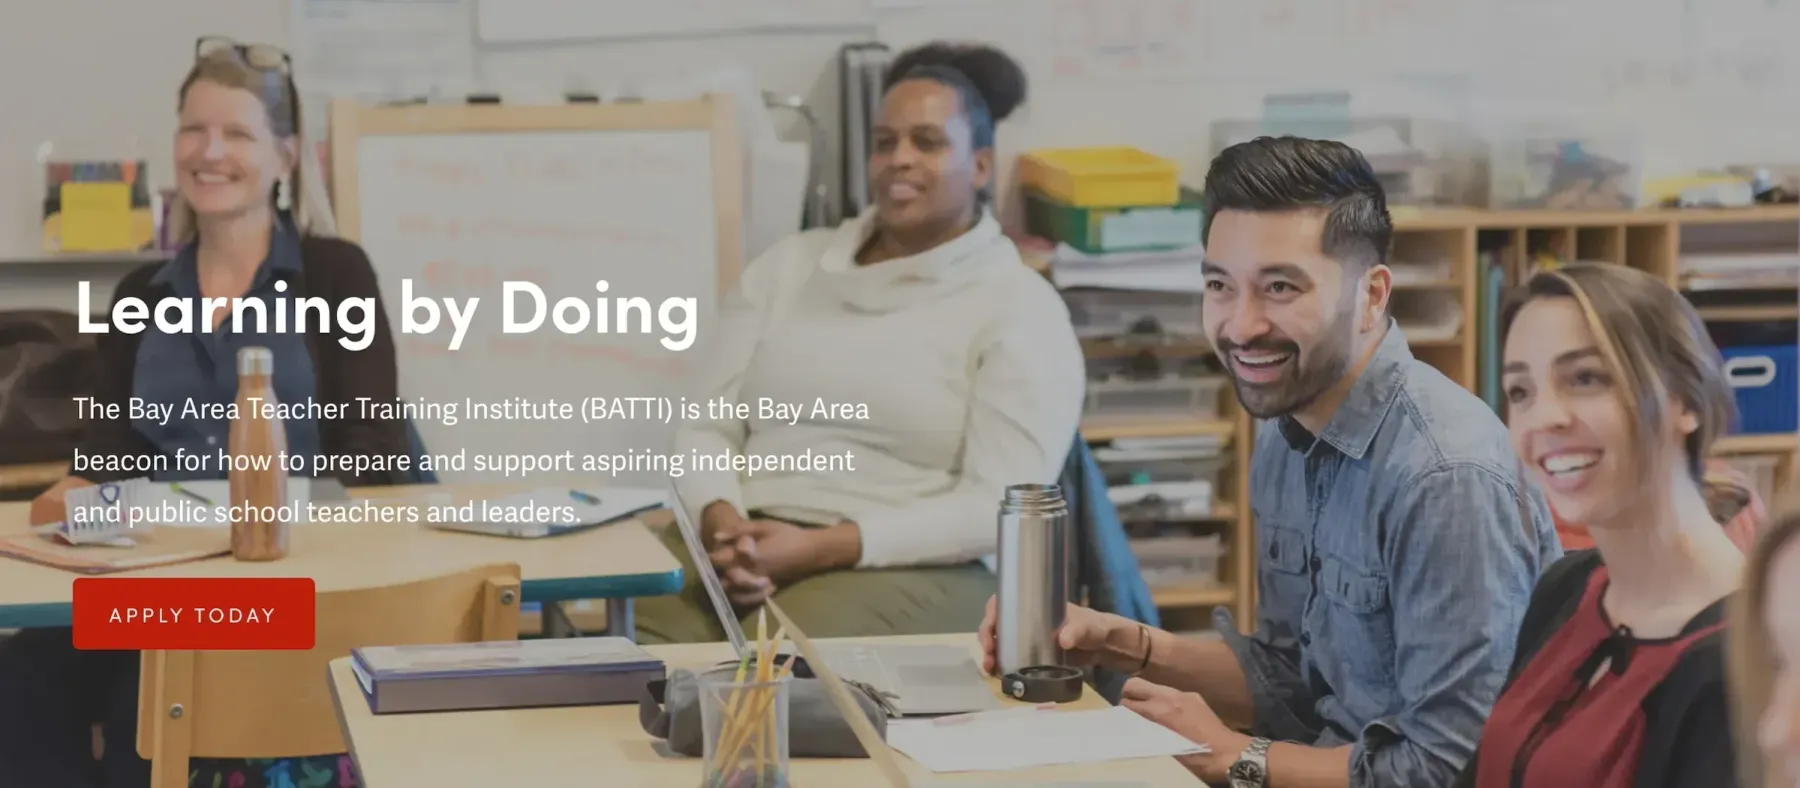 Learning by Doing
The Bay Area Teacher Training Institute (BATTI) is the Bay Area
beacon for how to prepare and support aspiring independent
and public school teachers and leaders.
APPLY TODAY